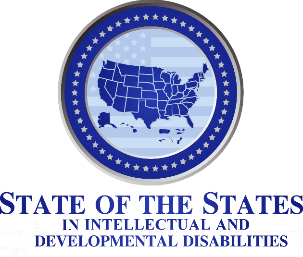 STATE OF THE STATES
IN INTELLECTUAL AND
DEVELOPMENTAL DISABILITIES